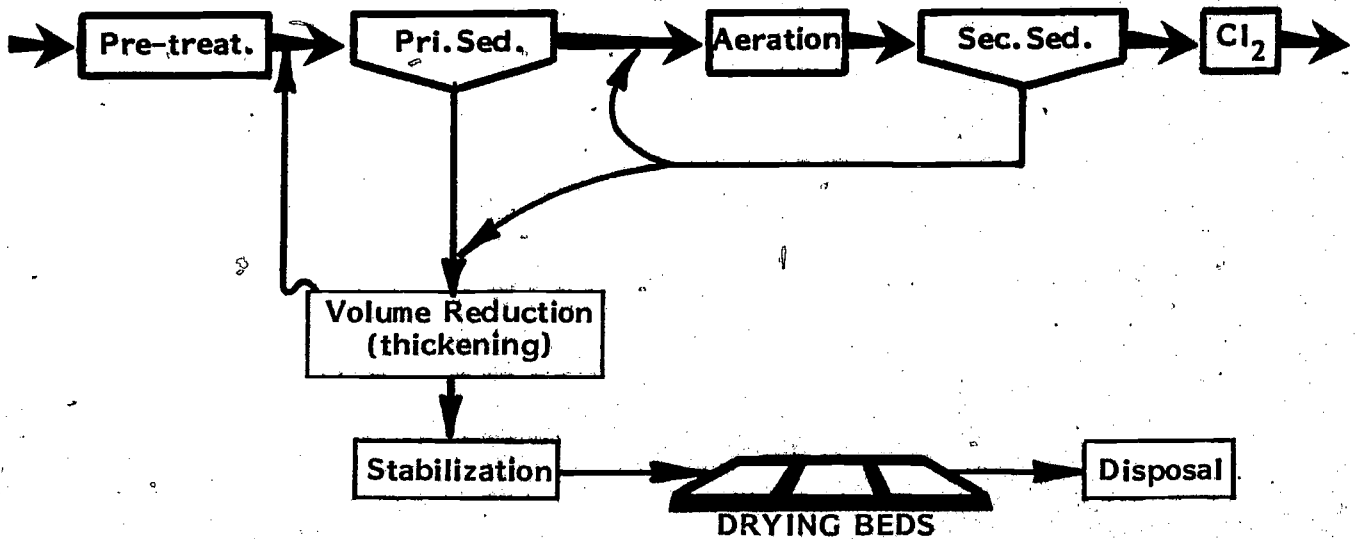 Pre-treat.
Pri. Sed.
Aeration
Sec. Sed.
Cl₂
Volume Reduction
(thickening)
Stabilization
DRYING BEDS
Disposal